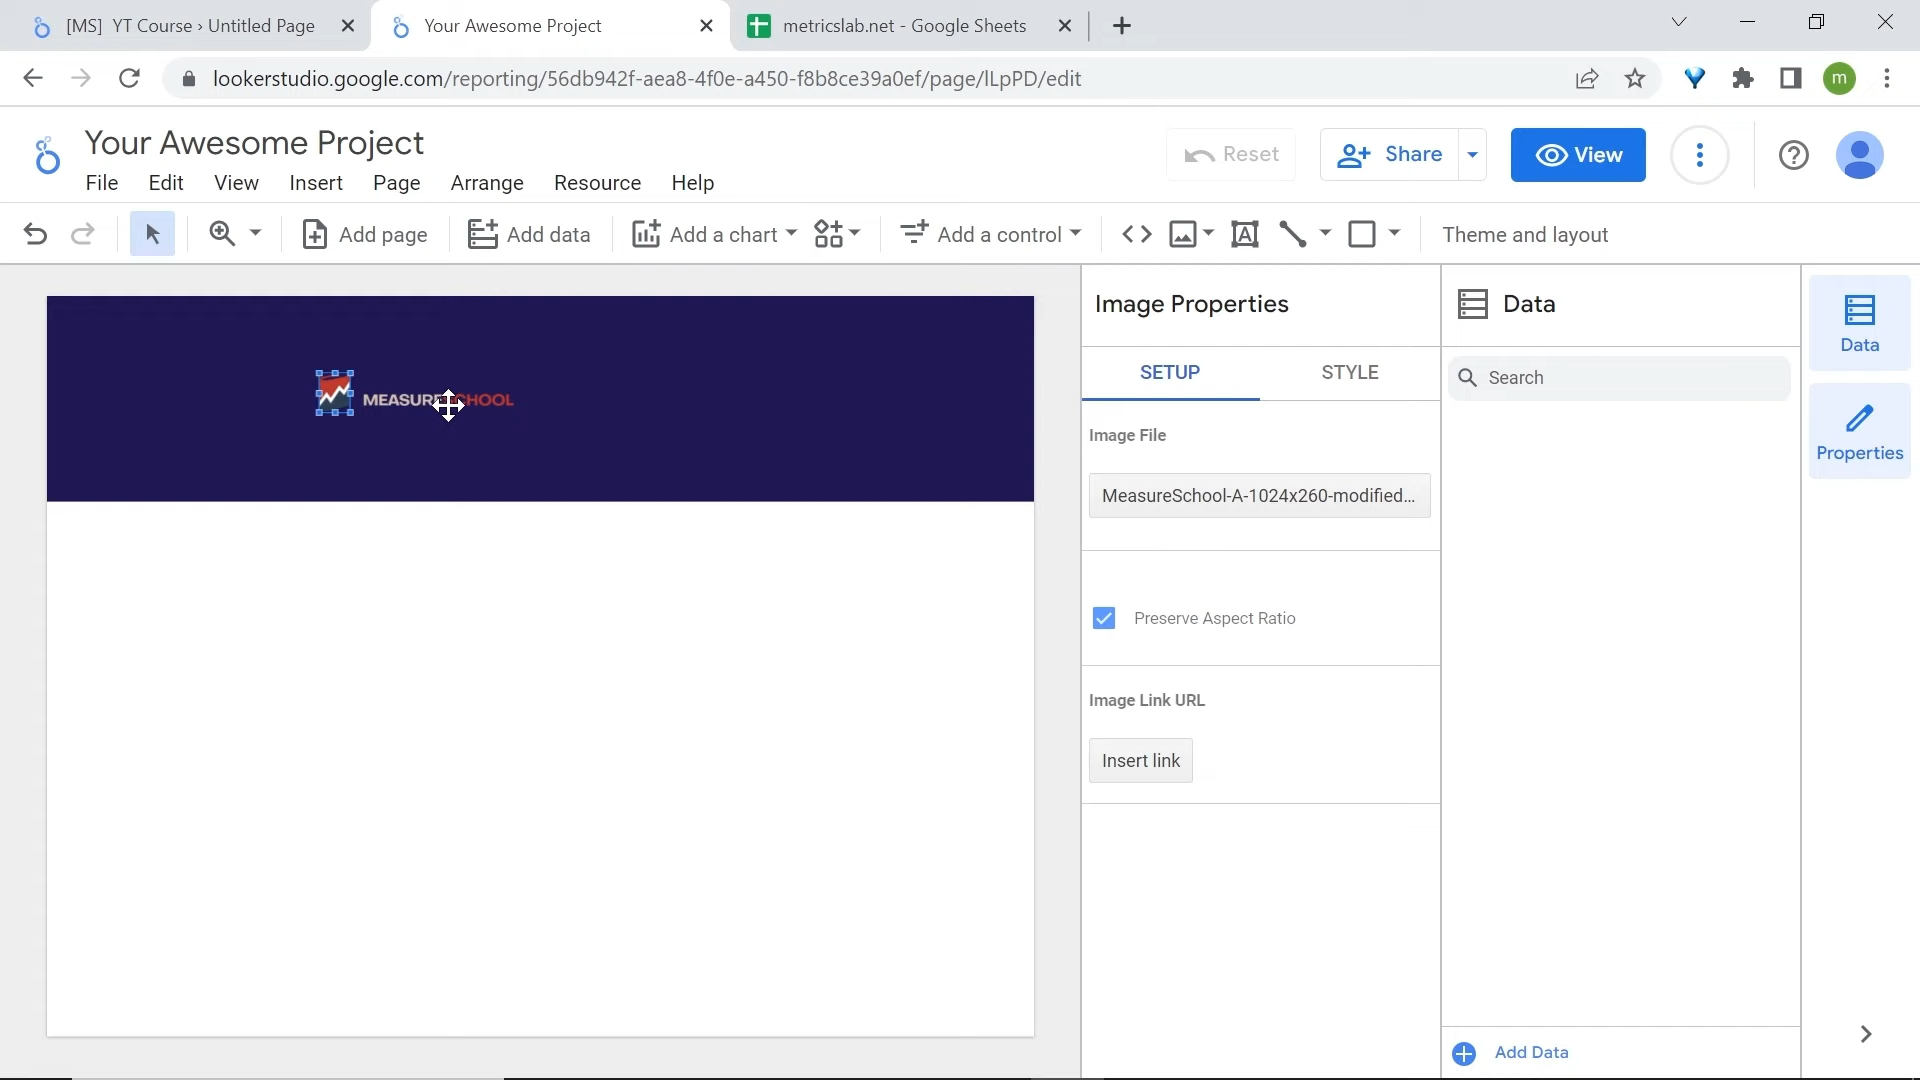 [MS] YT Course › Untitled Page
Your Awesome Project
metricslab.net - Google Sheets
lookerstudio.google.com/reporting/56db942f-aea8-4f0e-a450-f8b8ce39a0ef/page/lLpPD/edit
m
Your Awesome Project
Reset
Share
View
File Edit View Insert Page Arrange Resource Help
Add page
Add data
Add a chart
Add a control
Theme and layout
Image Properties
Data
Data
SETUP
STYLE
Search
MEASURESCHOOL
Image File
Properties
MeasureSchool-A-1024x260-modified...
Preserve Aspect Ratio
Image Link URL
Insert link
Add Data